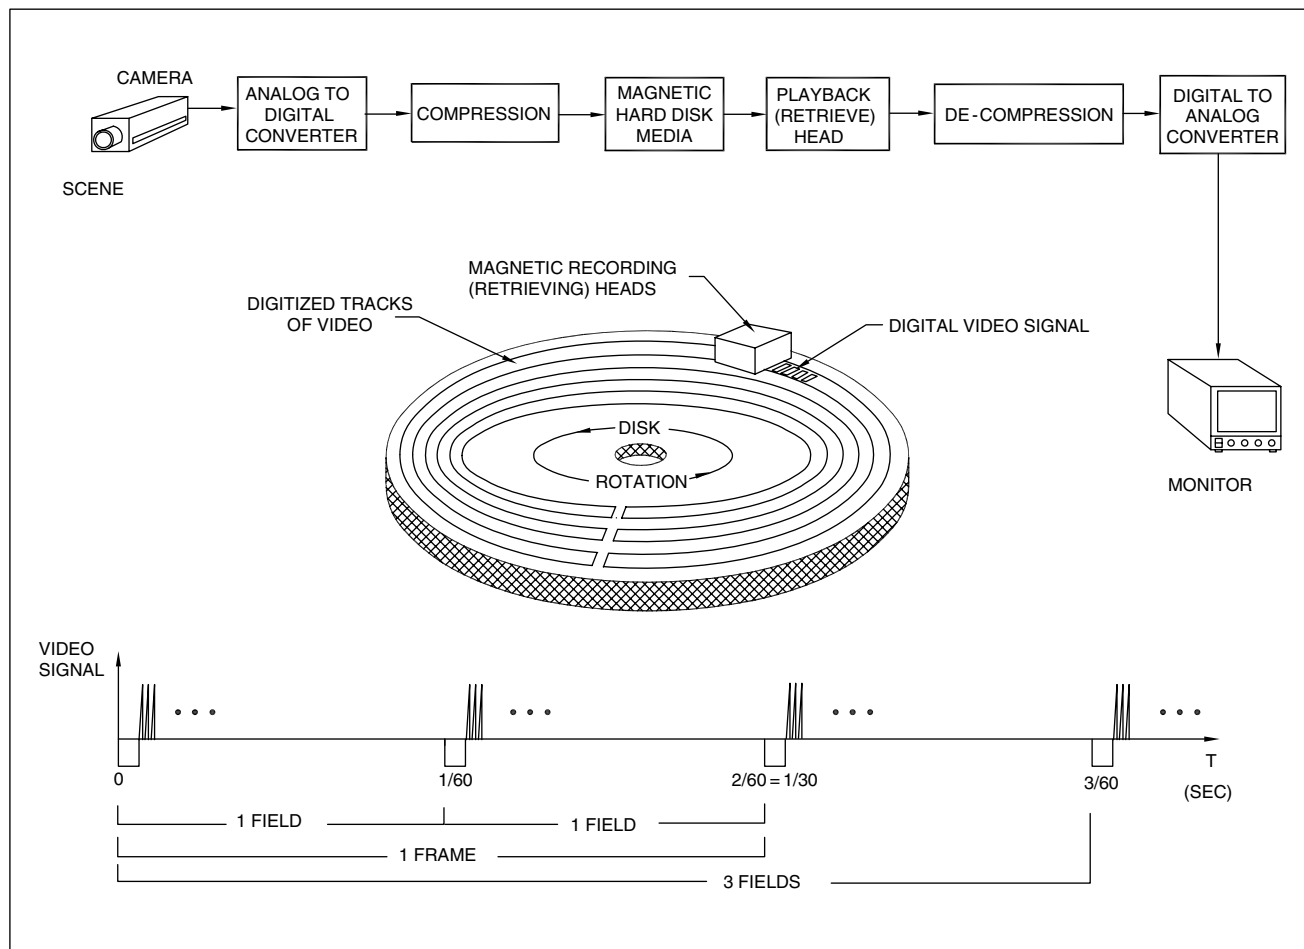 CAMERA
SCENE
ANALOG TO
DIGITAL
CONVERTER
COMPRESSION
MAGNETIC
HARD DISK
MEDIA
PLAYBACK
(RETRIEVE)
HEAD
DE-COMPRESSION
DIGITAL TO
ANALOG
CONVERTER
MAGNETIC RECORDING
(RETRIEVING) HEADS
DIGITIZED TRACKS
OF VIDEO
DIGITAL VIDEO SIGNAL
DISK
ROTATION
MONITOR
VIDEO
SIGNAL
0
1/60
2/60 = 1/30
3/60
T
(SEC)
1 FIELD
1 FIELD
1 FRAME
3 FIELDS